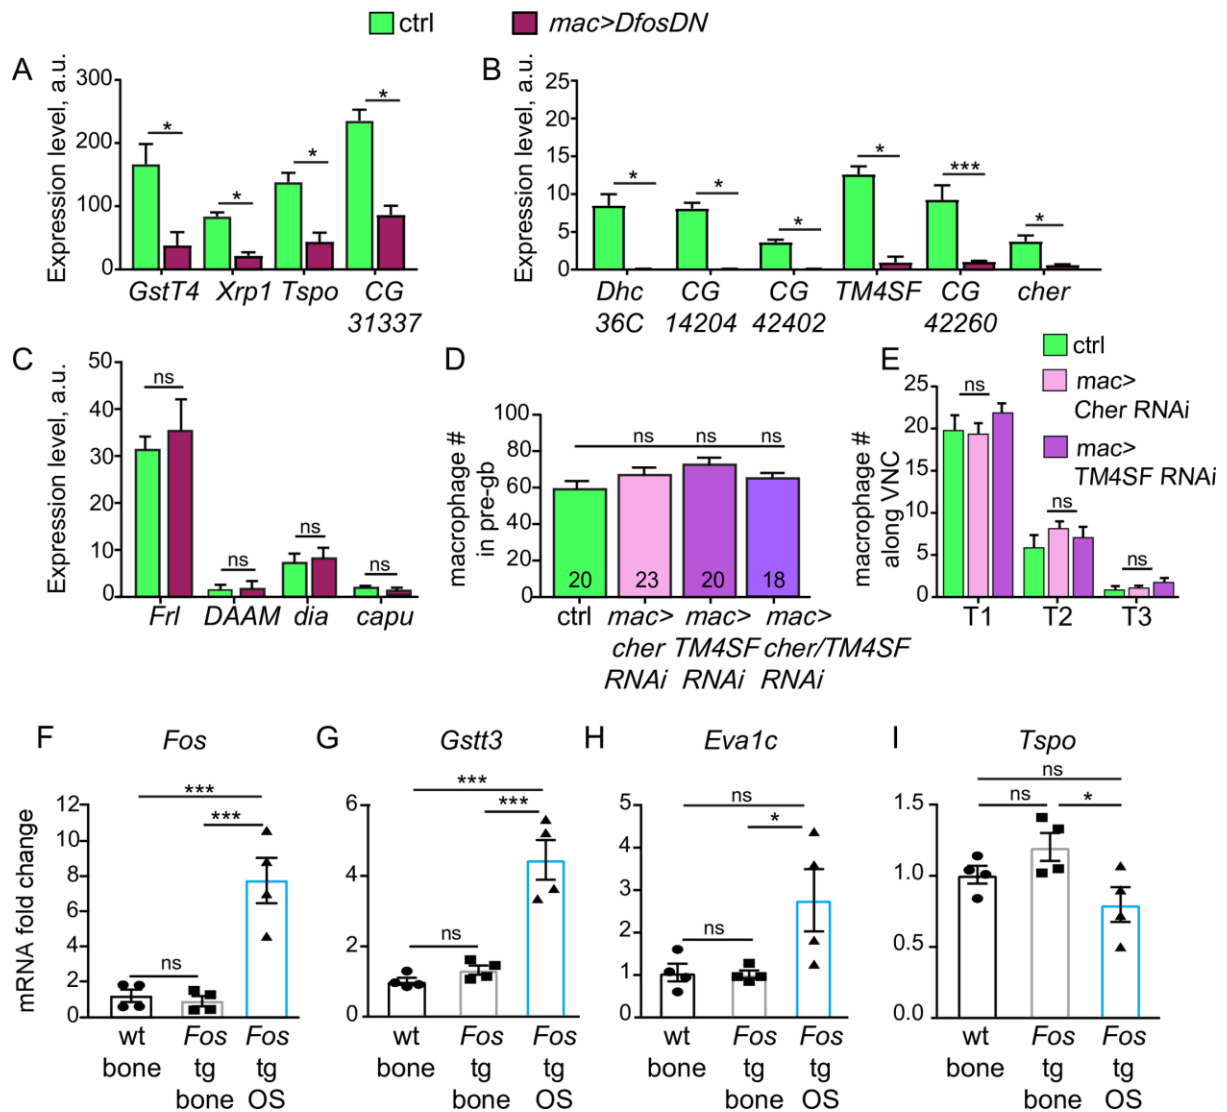 ctrl
mac>DfosDN
A
Expression level, a.u.
300
200
100
0
*
*
*
*
GstT4
Xrp1
Tspo
CG
31337
B
Expression level, a.u.
25
20
15
10
5
0
*
*
*
*
***
*
Dhc
36C
CG
14204
CG
42402
TM4SF
CG
42260
cher
C
Expression level, a.u.
50
40
30
20
10
0
ns
ns
ns
ns
Frl
DAAM
dia
capu
D
macrophage #
in pre-gb
100
80
60
40
20
0
ns
ns
ns
20
23
20
18
ctrl
mac>
cher
RNAi
mac>
TM4SF
RNAi
mac>
cher/TM4SF
RNAi
E
macrophage #
along VNC
20
15
10
5
0
ns
ns
ns
T1
T2
T3
ctrl
mac>
Cher RNAi
mac>
TM4SF RNAi
F
Fos
mRNA fold change
12
10
8
6
4
2
0
***
***
ns
wt
bone
Fos
tg
bone
Fos
tg
OS
G
Gstt3
6
4
2
0
***
***
ns
wt
bone
Fos
tg
bone
Fos
tg
OS
H
Eva1c
5
4
3
2
1
0
ns
*
ns
wt
bone
Fos
tg
bone
Fos
tg
OS
I
Tspo
1.5
1.0
0.5
0
ns
ns
*
wt
bone
Fos
tg
bone
Fos
tg
OS